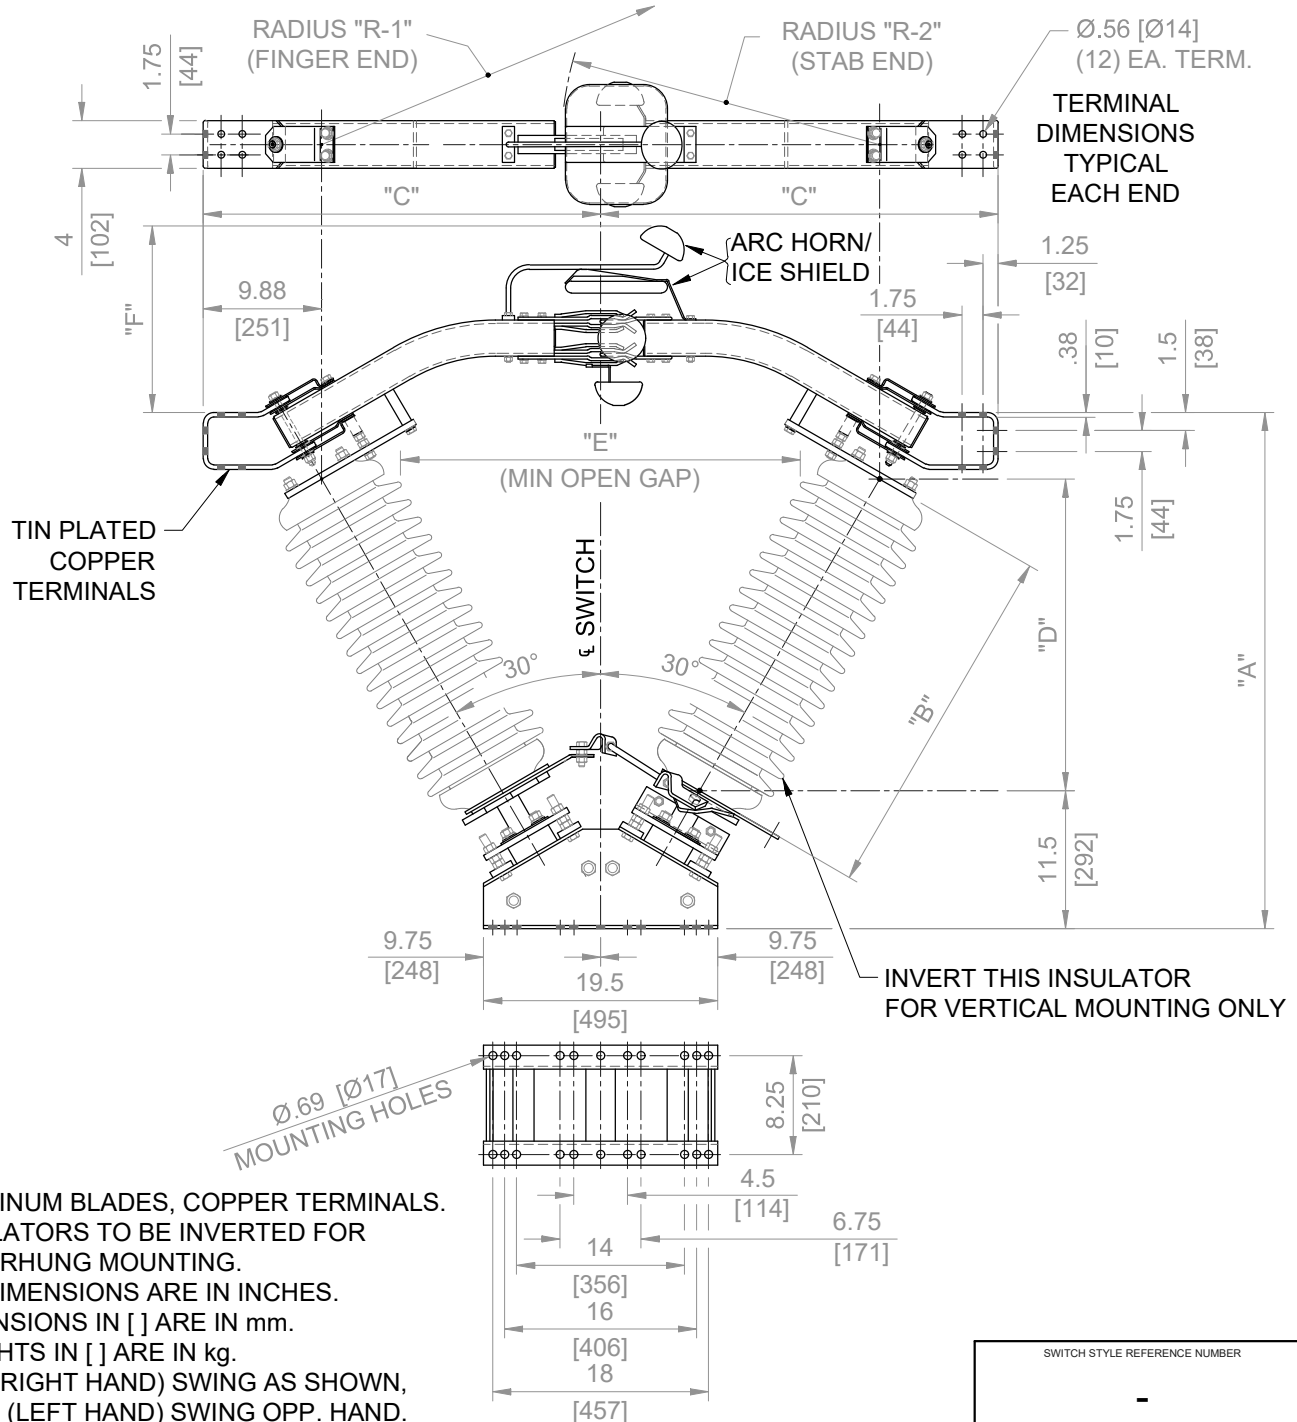 RADIUS "R-1"
(FINGER END)
RADIUS "R-2"
(STAB END)
Ø.56 [Ø14]
(12) EA. TERM.
TERMINAL
DIMENSIONS
TYPICAL
EACH END
1.75
[44]
4
[102]
"C"
"C"
"F"
9.88
[251]
ARC HORN/
ICE SHIELD
1.25
[32]
1.75
[44]
.38
[10]
1.5
[38]
"E"
(MIN OPEN GAP)
1.75
[44]
TIN PLATED
COPPER
TERMINALS
℄ SWITCH
30°
30°
"B"
"D"
"A"
11.5
[292]
9.75
[248]
9.75
[248]
19.5
[495]
INVERT THIS INSULATOR
FOR VERTICAL MOUNTING ONLY
Ø.69 [Ø17]
MOUNTING HOLES
8.25
[210]
4.5
[114]
6.75
[171]
14
[356]
16
[406]
18
[457]
INUM BLADES, COPPER TERMINALS.
LATORS TO BE INVERTED FOR
RHUNG MOUNTING.
IMENSIONS ARE IN INCHES.
NSIONS IN [ ] ARE IN mm.
HTS IN [ ] ARE IN kg.
RIGHT HAND) SWING AS SHOWN,
(LEFT HAND) SWING OPP. HAND.
SWITCH STYLE REFERENCE NUMBER
-